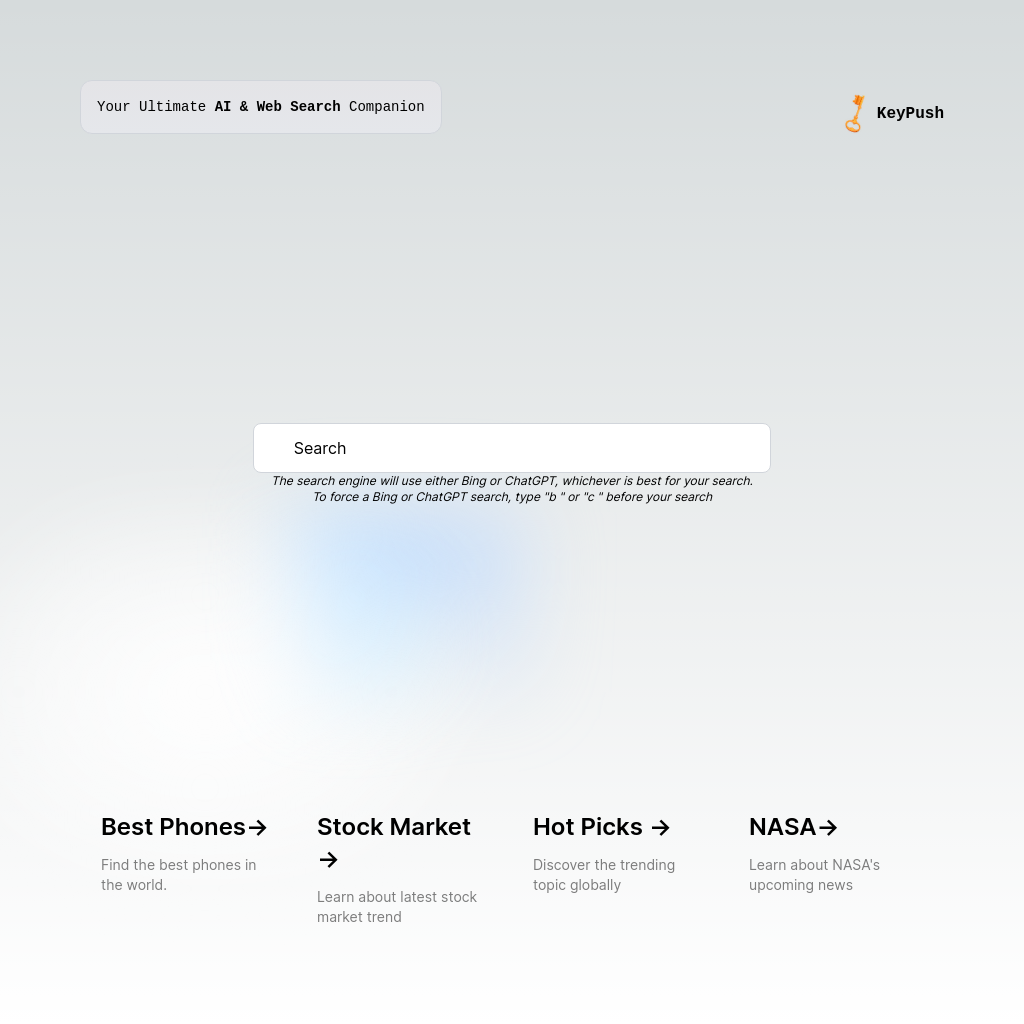 Your Ultimate AI & Web Search Companion
KeyPush
Search
The search engine will use either Bing or ChatGPT, whichever is best for your search.
To force a Bing or ChatGPT search, type "b " or "c " before your search
Best Phones→
Find the best phones in
the world.
Stock Market
→
Learn about latest stock
market trend
Hot Picks →
Discover the trending
topic globally
NASA→
Learn about NASA's
upcoming news